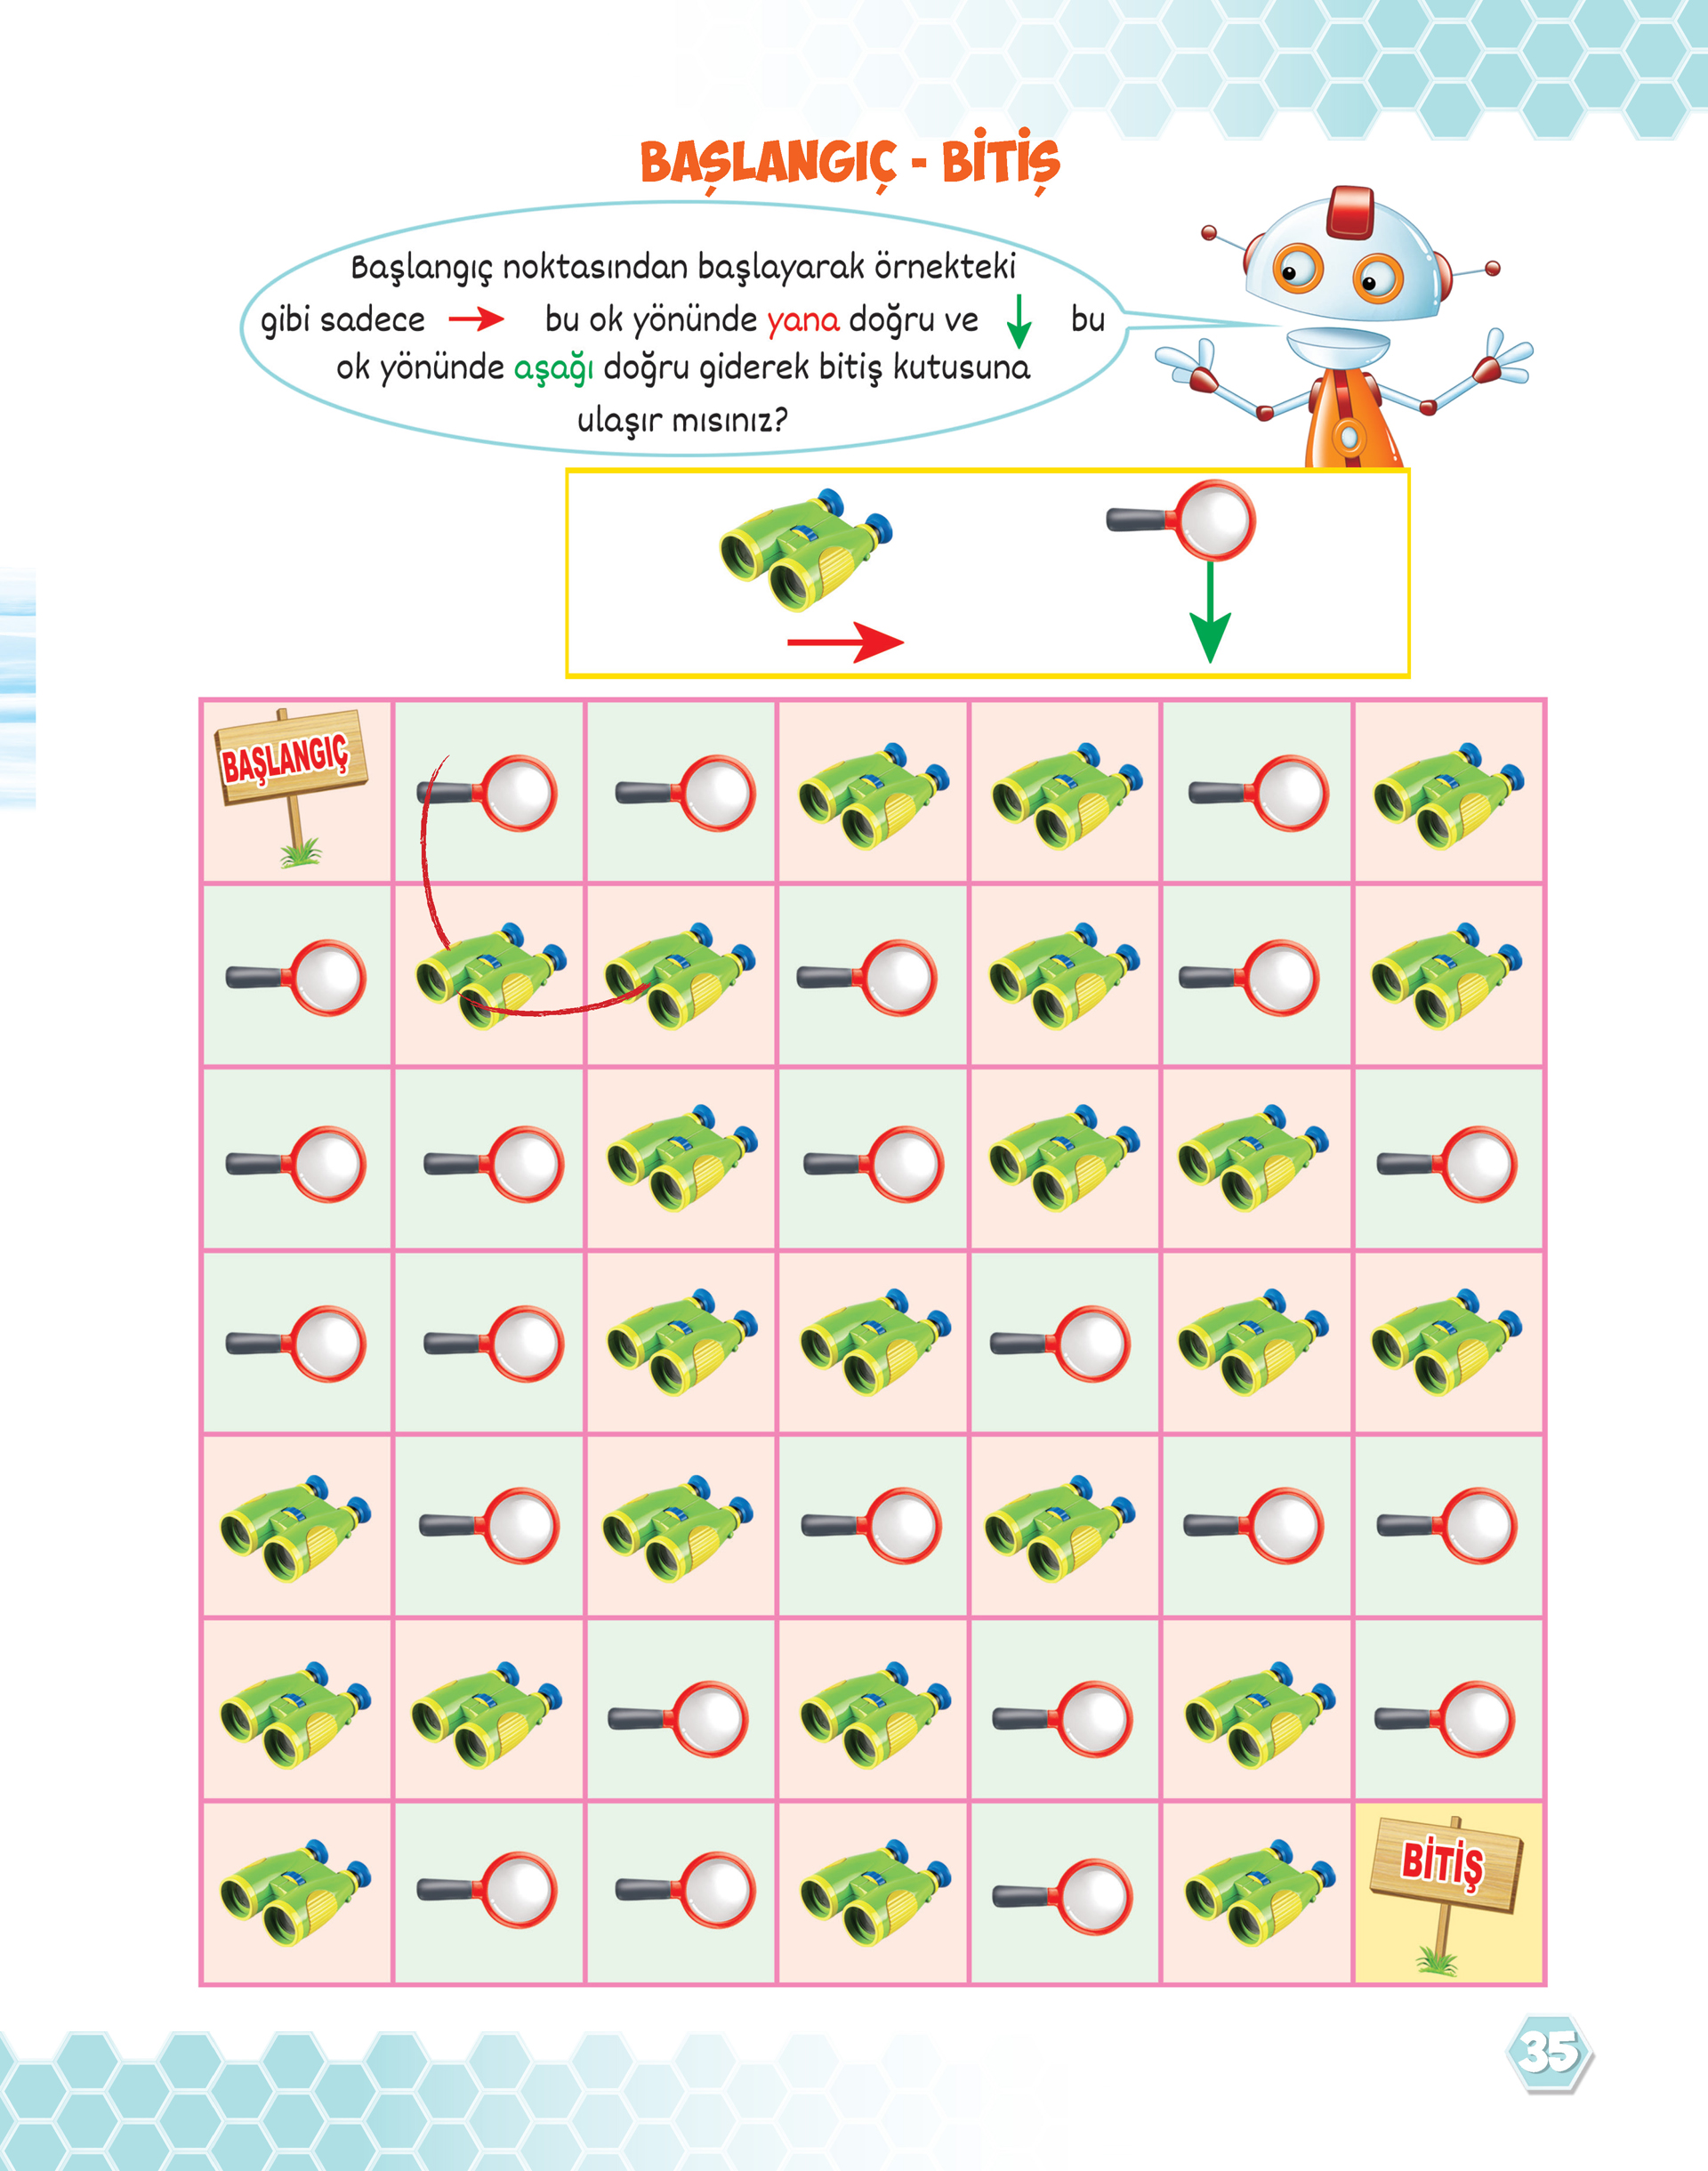 BAŞLANGIÇ - BİTİŞ
Başlangıç noktasından başlayarak örnekteki
gibi sadece bu ok yönünde yana doğru ve bu
ok yönünde aşağı doğru giderek bitiş kutusuna
ulaşır mısınız?
BAŞLANGIÇ
BİTİŞ
35